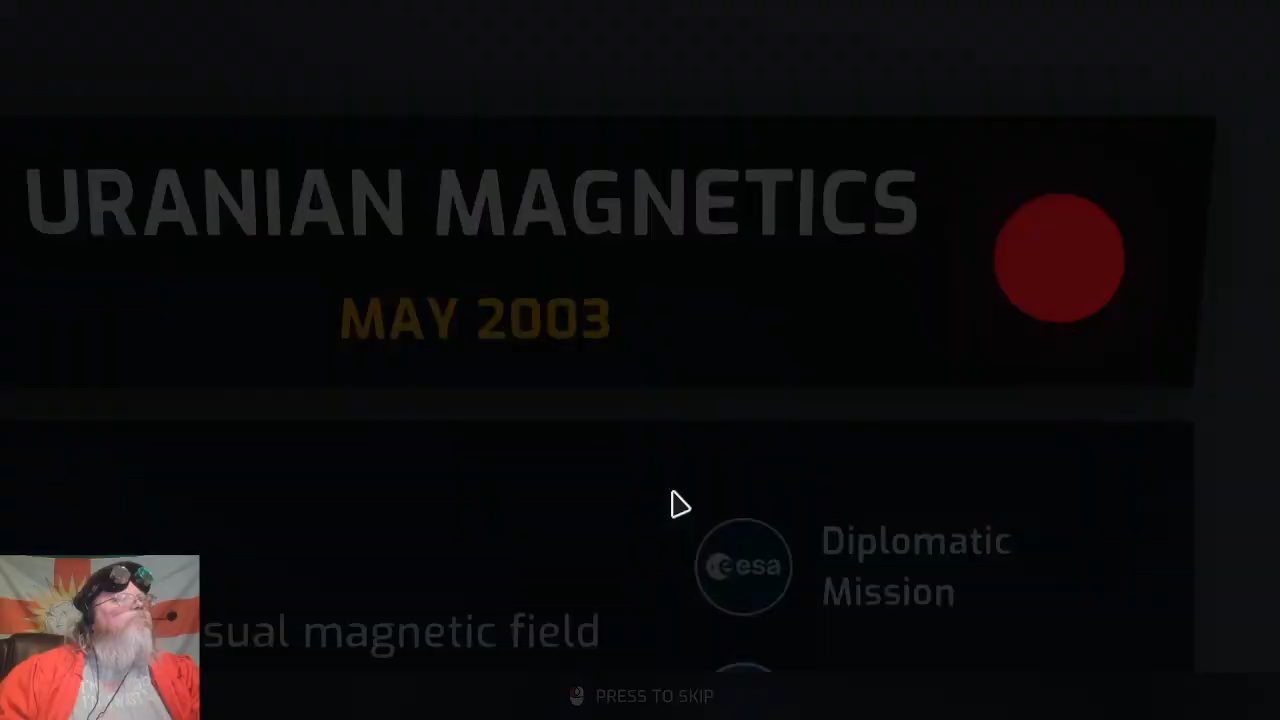 URANIAN MAGNETICS
MAY 2003
esa
Diplomatic
Mission
sual magnetic field
PRESS TO SKIP